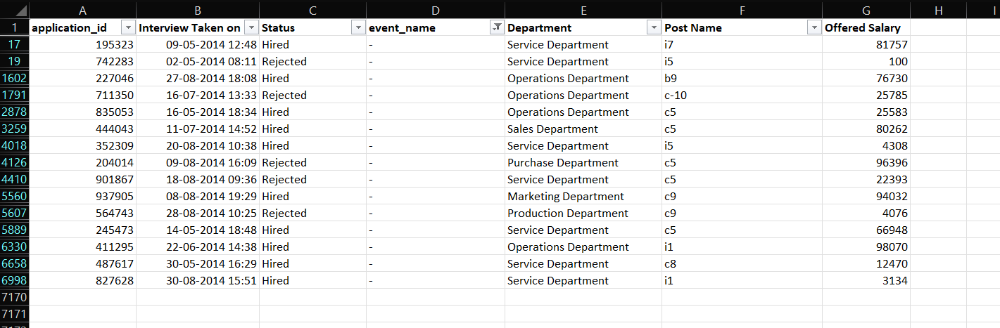 A B C D E F G H I
1 application_id Interview Taken on Status event_name Department Post Name Offered Salary
17 195323 09-05-2014 12:48 Hired - Service Department i7 81757
19 742283 02-05-2014 08:11 Rejected - Service Department i5 100
1602 227046 27-08-2014 18:08 Hired - Operations Department b9 76730
1791 711350 16-07-2014 13:33 Rejected - Operations Department c-10 25785
2878 835053 16-05-2014 18:34 Hired - Operations Department c5 25583
3259 444043 11-07-2014 14:52 Hired - Sales Department c5 80262
4018 352309 20-08-2014 10:38 Hired - Service Department i5 4308
4126 204014 09-08-2014 16:09 Rejected - Purchase Department c5 96396
4410 901867 18-08-2014 09:36 Rejected - Service Department c5 22393
5560 937905 08-08-2014 19:29 Hired - Marketing Department c9 94032
5607 564743 28-08-2014 10:25 Rejected - Production Department c9 4076
5889 245473 14-05-2014 18:48 Hired - Service Department c5 66948
6330 411295 22-06-2014 14:38 Hired - Operations Department i1 98070
6658 487617 30-05-2014 16:29 Hired - Service Department c8 12470
6998 827628 30-08-2014 15:51 Hired - Service Department i1 3134
7170
7171